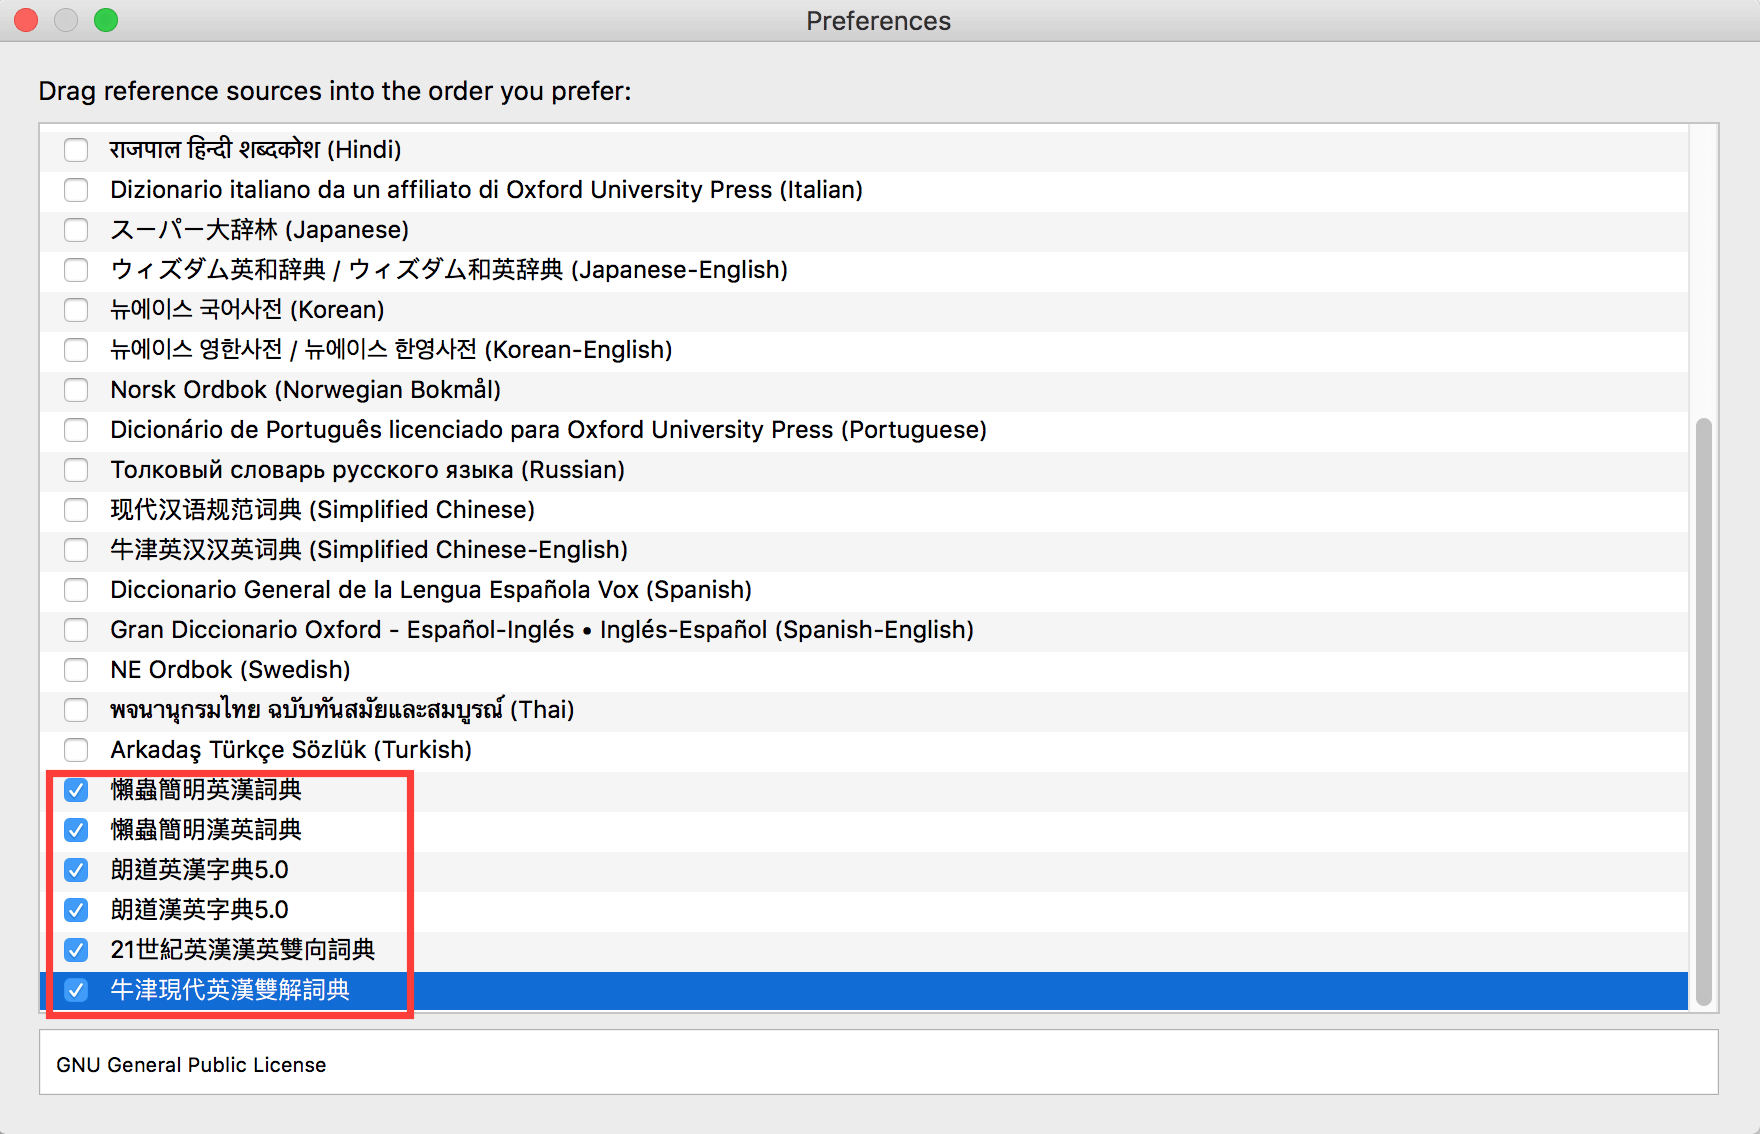 Preferences
Drag reference sources into the order you prefer:
राजपाल हिन्दी शब्दकोश (Hindi)
Dizionario italiano da un affiliato di Oxford University Press (Italian)
スーパー大辞林 (Japanese)
ウィズダム英和辞典 / ウィズダム和英辞典 (Japanese-English)
뉴에이스 국어사전 (Korean)
뉴에이스 영한사전 / 뉴에이스 한영사전 (Korean-English)
Norsk Ordbok (Norwegian Bokmål)
Dicionário de Português licenciado para Oxford University Press (Portuguese)
Толковый словарь русского языка (Russian)
现代汉语规范词典 (Simplified Chinese)
牛津英汉汉英词典 (Simplified Chinese-English)
Diccionario General de la Lengua Española Vox (Spanish)
Gran Diccionario Oxford - Español-Inglés • Inglés-Español (Spanish-English)
NE Ordbok (Swedish)
พจนานุกรมไทย ฉบับทันสมัยและสมบูรณ์ (Thai)
Arkadaş Türkçe Sözlük (Turkish)
懶蟲簡明英漢詞典
懶蟲簡明漢英詞典
朗道英漢字典5.0
朗道漢英字典5.0
21世紀英漢漢英雙向詞典
牛津現代英漢雙解詞典
GNU General Public License